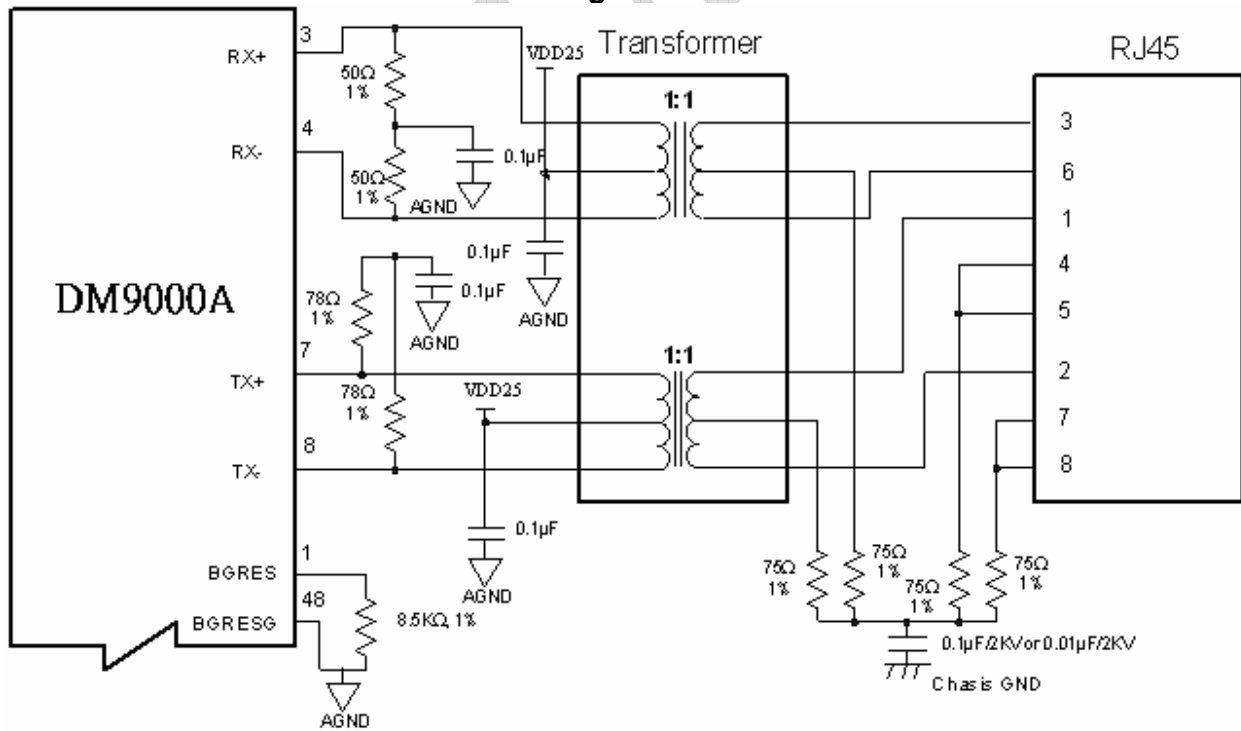 Transformer
RJ45
3
RX+
50Ω
1%
VDD25
1:1
3
4
RX-
0.1µF
6
50Ω
1%
AGND
1
0.1µF
4
DM9000A
78Ω
1%
0.1µF
AGND
AGND
5
7
TX+
1:1
2
78Ω
1%
VDD25
7
8
TX-
8
0.1µF
1
BGRES
AGND
75Ω
1%
75Ω
1%
75Ω
1%
75Ω
1%
48
BGRESG
8.5KΩ, 1%
0.1µF/2KV or 0.01µF/2KV
Chasis GND
AGND